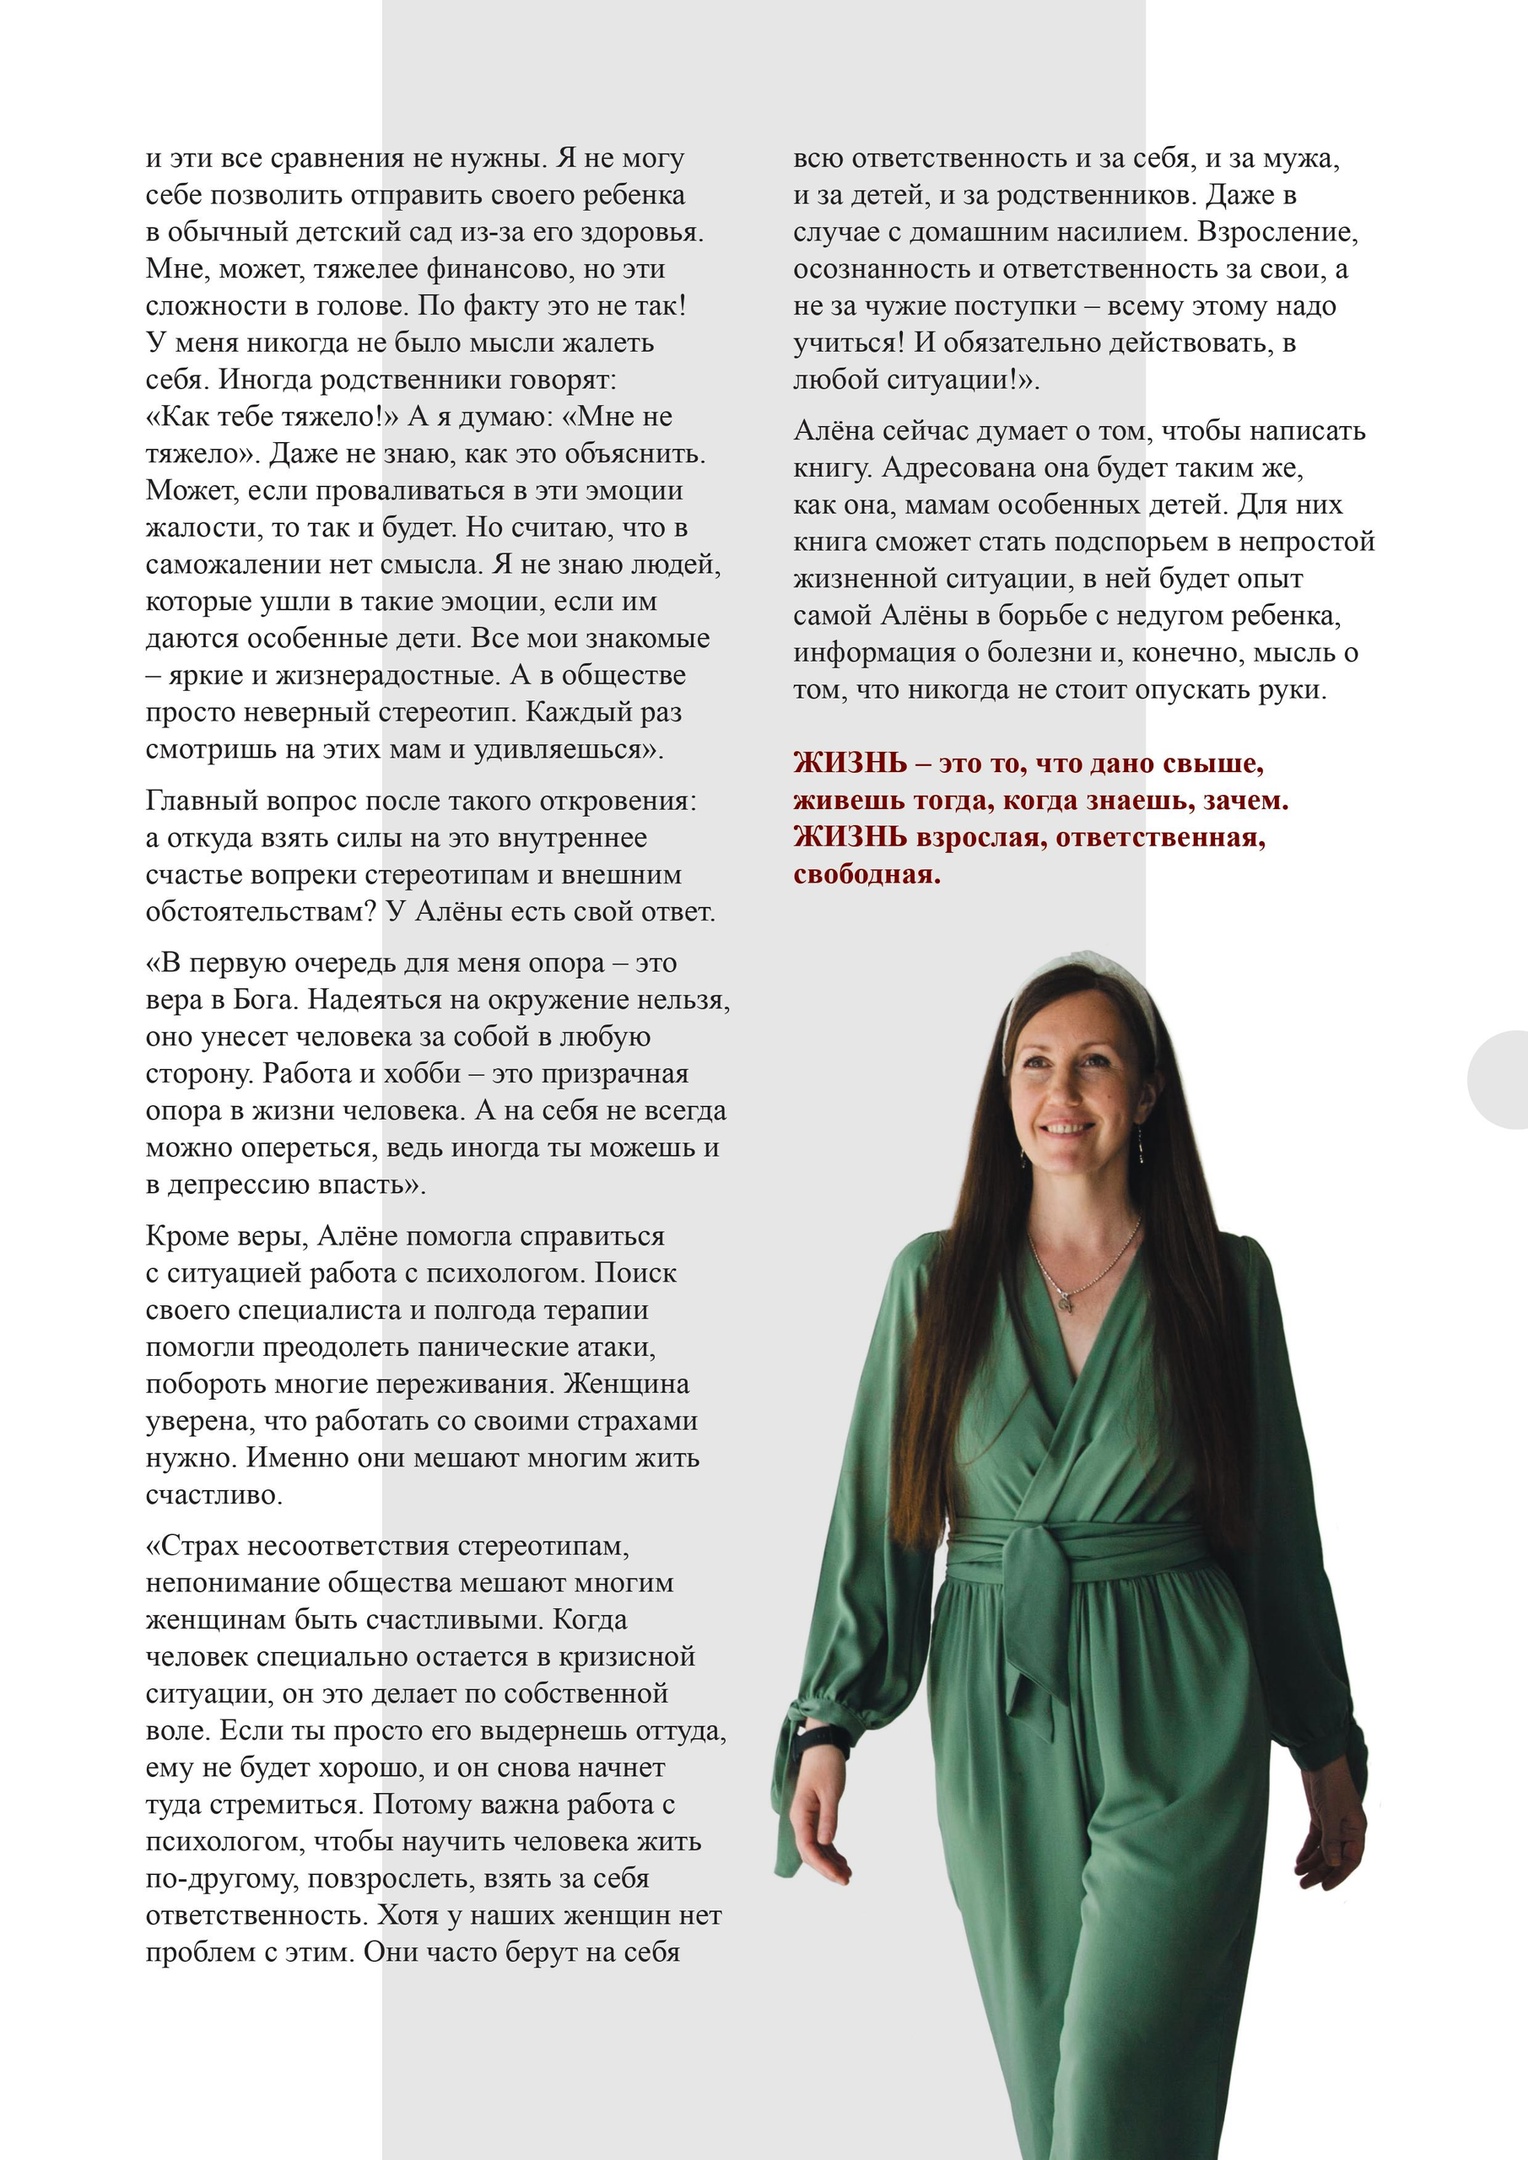 и эти все сравнения не нужны. Я не могу
себе позволить отправить своего ребенка
в обычный детский сад из-за его здоровья.
Мне, может, тяжелее финансово, но эти
сложности в голове. По факту это не так!
У меня никогда не было мысли жалеть
себя. Иногда родственники говорят:
«Как тебе тяжело!» А я думаю: «Мне не
тяжело». Даже не знаю, как это объяснить.
Может, если проваливаться в эти эмоции
жалости, то так и будет. Но считаю, что в
саможалении нет смысла. Я не знаю людей,
которые ушли в такие эмоции, если им
даются особенные дети. Все мои знакомые
– яркие и жизнерадостные. А в обществе
просто неверный стереотип. Каждый раз
смотришь на этих мам и удивляешься».
Главный вопрос после такого откровения:
а откуда взять силы на это внутреннее
счастье вопреки стереотипам и внешним
обстоятельствам? У Алёны есть свой ответ.
«В первую очередь для меня опора – это
вера в Бога. Надеяться на окружение нельзя,
оно унесет человека за собой в любую
сторону. Работа и хобби – это призрачная
опора в жизни человека. А на себя не всегда
можно опереться, ведь иногда ты можешь и
в депрессию впасть».
Кроме веры, Алёне помогла справиться
с ситуацией работа с психологом. Поиск
своего специалиста и полгода терапии
помогли преодолеть панические атаки,
побороть многие переживания. Женщина
уверена, что работать со своими страхами
нужно. Именно они мешают многим жить
счастливо.
«Страх несоответствия стереотипам,
непонимание общества мешают многим
женщинам быть счастливыми. Когда
человек специально остается в кризисной
ситуации, он это делает по собственной
воле. Если ты просто его выдернешь оттуда,
ему не будет хорошо, и он снова начнет
туда стремиться. Потому важна работа с
психологом, чтобы научить человека жить
по-другому, повзрослеть, взять за себя
ответственность. Хотя у наших женщин нет
проблем с этим. Они часто берут на себя
всю ответственность и за себя, и за мужа,
и за детей, и за родственников. Даже в
случае с домашним насилием. Взросление,
осознанность и ответственность за свои, а
не за чужие поступки – всему этому надо
учиться! И обязательно действовать, в
любой ситуации!».
Алёна сейчас думает о том, чтобы написать
книгу. Адресована она будет таким же,
как она, мамам особенных детей. Для них
книга сможет стать подспорьем в непростой
жизненной ситуации, в ней будет опыт
самой Алёны в борьбе с недугом ребенка,
информация о болезни и, конечно, мысль о
том, что никогда не стоит опускать руки.
ЖИЗНЬ – это то, что дано свыше,
живешь тогда, когда знаешь, зачем.
ЖИЗНЬ взрослая, ответственная,
свободная.